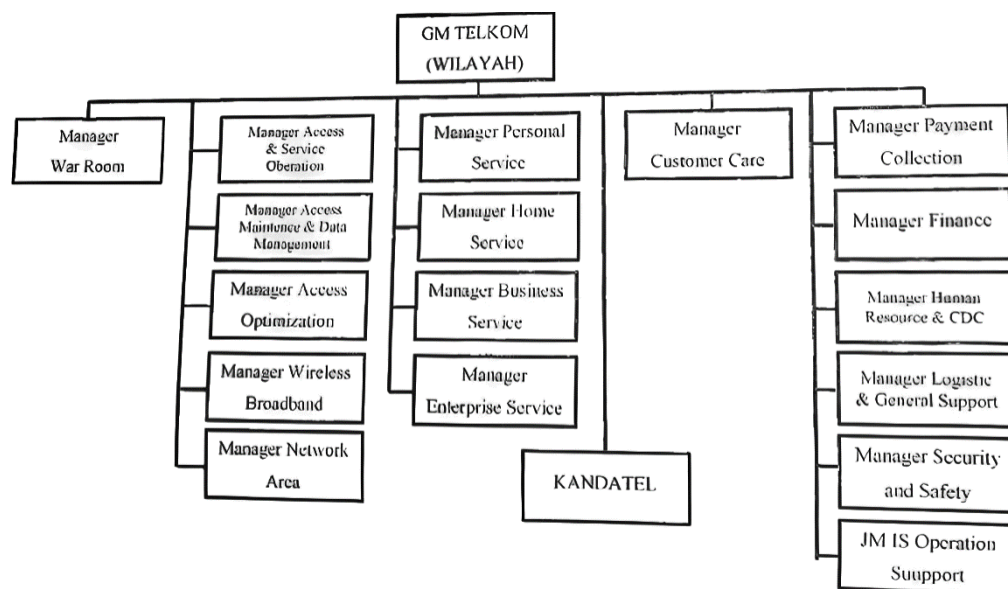 GM TELKOM
(WILAYAH)
Manager
War Room
Manager Access
& Service
Oberation
Manager Access
Maintence & Data
Management
Manager Access
Optimization
Manager Wireless
Broadband
Manager Network
Area
Manager Personal
Service
Manager Home
Service
Manager Business
Service
Manager
Enterprise Service
KANDATEL
Manager
Customer Care
Manager Payment
Collection
Manager Finance
Manager Human
Resource & CDC
Manager Logistic
& General Support
Manager Security
and Safety
JM IS Operation
Suupport